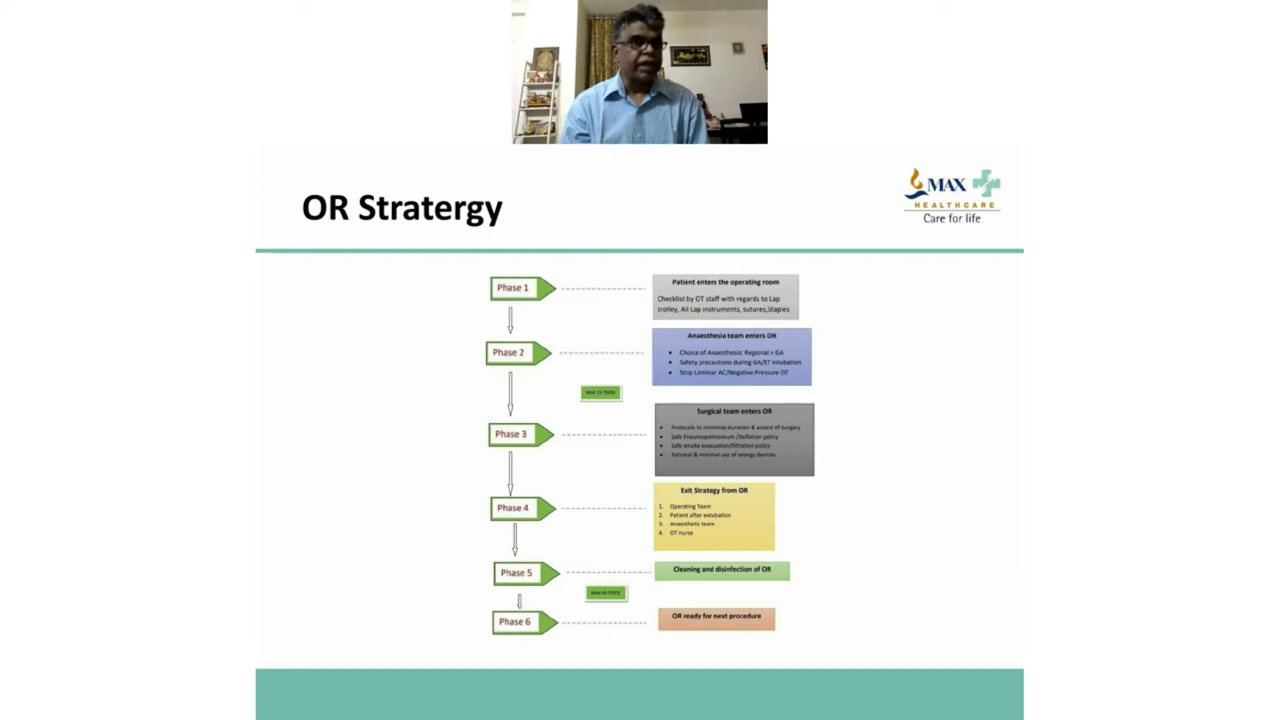 OR Stratergy
MAX
HEALTHCARE
Care for life
Phase 1
Patient enters the operating room
Checklist by OT staff with regards to Lap
trolley, All Lap instruments, sutures,Staples
Phase 2
Anaesthesia team enters OR
Choice of Anaesthesia: Regional > GA
Safety precautions during GA/ET Intubation
Stop Laminar AC/Negative Pressure OT
Phase 3
Surgical team enters OR
Protocols to minimize duration & extent of Surgery
Safe /Deflation policy
Safe smoke evacuation/filtration policy
Rational & minimal use of energy devices
Phase 4
Exit Strategy from OR
1. Operating Team
2. Patient after extubation
3. Anaesthetic team
4. OT nurse
Phase 5
Cleaning and disinfection of OR
Phase 6
OR ready for next procedure